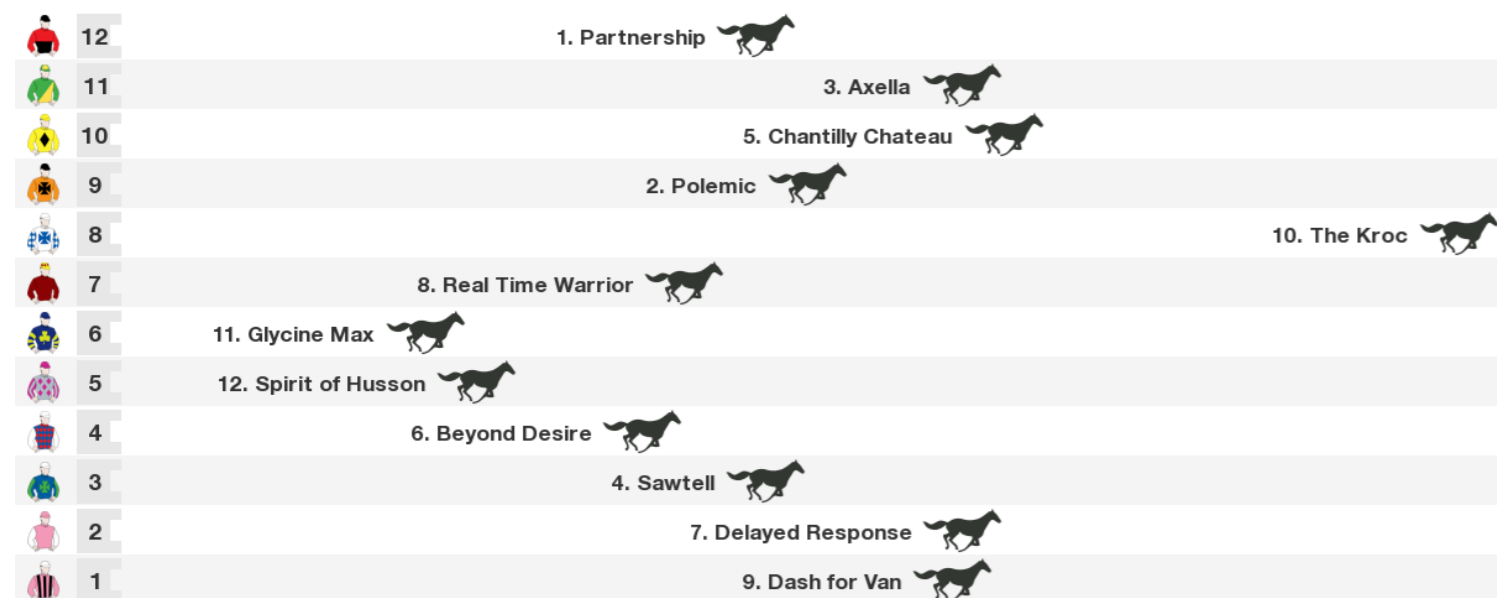 12 1. Partnership
11 3. Axella
10 5. Chantilly Chateau
9 2. Polemic
8 10. The Kroc
7 8. Real Time Warrior
6 11. Glycine Max
5 12. Spirit of Husson
4 6. Beyond Desire
3 4. Sawtell
2 7. Delayed Response
1 9. Dash for Van